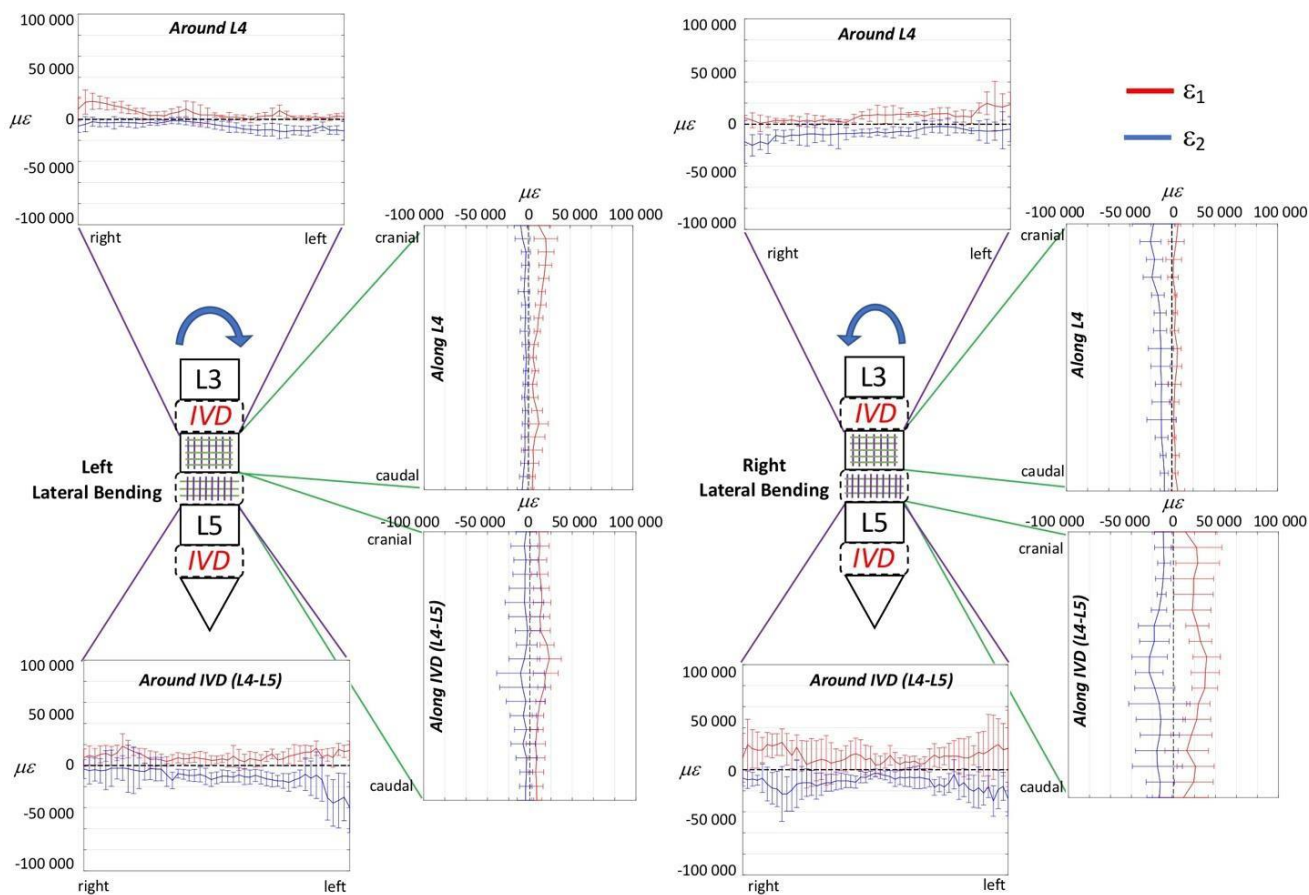 100 000
Around L4
50 000
με
0
-50 000
-100 000
right
left
με
-100 000
-50 000
0
50 000
100 000
cranial
Along L4
caudal
L3
IVD
Left
Lateral Bending
L5
IVD
με
-100 000
-50 000
0
50 000
100 000
cranial
Along IVD (L4-L5)
caudal
100 000
Around IVD (L4-L5)
50 000
με
0
-50 000
-100 000
right
left
100 000
Around L4
50 000
με
0
-50 000
-100 000
right
left
ε1
ε2
με
-100 000
-50 000
0
50 000
100 000
cranial
Along L4
caudal
L3
IVD
Right
Lateral Bending
L5
IVD
με
-100 000
-50 000
0
50 000
100 000
cranial
Along IVD (L4-L5)
caudal
100 000
Around IVD (L4-L5)
50 000
με
0
-50 000
-100 000
right
left